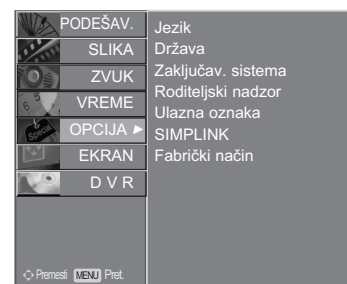 PODEŠAV.
SLIKA
ZVUK
VREME
Special
OPCIJA ►
EKRAN
D V R
Jezik
Država
Zaključav. sistema
Roditeljski nadzor
Ulazna oznaka
SIMPLINK
Fabrički način
Premesti MENU Pret.